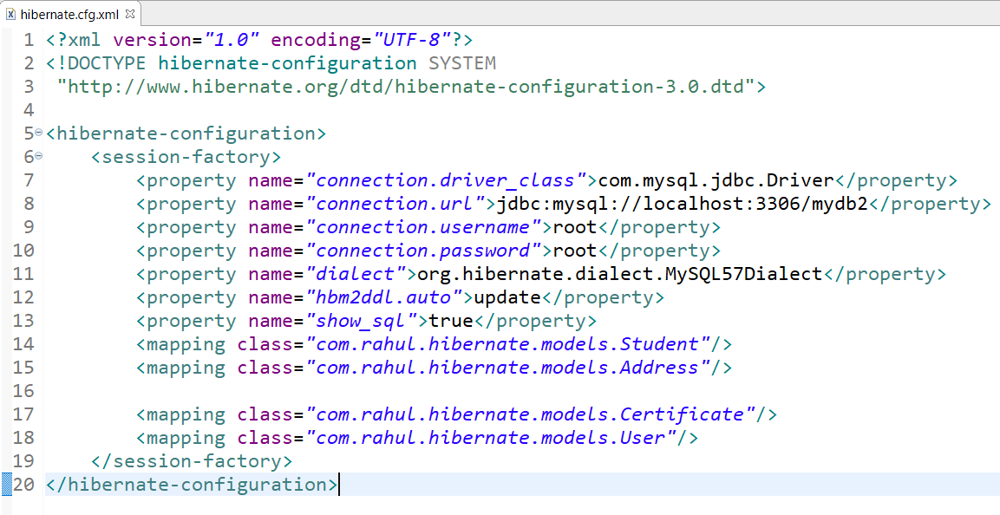 hibernate.cfg.xml
1 <?xml version="1.0" encoding="UTF-8"?>
2 <!DOCTYPE hibernate-configuration SYSTEM
3  "http://www.hibernate.org/dtd/hibernate-configuration-3.0.dtd">
4
5 <hibernate-configuration>
6     <session-factory>
7         <property name="connection.driver_class">com.mysql.jdbc.Driver</property>
8         <property name="connection.url">jdbc:mysql://localhost:3306/mydb2</property>
9         <property name="connection.username">root</property>
10         <property name="connection.password">root</property>
11         <property name="dialect">org.hibernate.dialect.MySQL57Dialect</property>
12         <property name="hbm2ddl.auto">update</property>
13         <property name="show_sql">true</property>
14         <mapping class="com.rahul.hibernate.models.Student"/>
15         <mapping class="com.rahul.hibernate.models.Address"/>
16
17         <mapping class="com.rahul.hibernate.models.Certificate"/>
18         <mapping class="com.rahul.hibernate.models.User"/>
19     </session-factory>
20 </hibernate-configuration>